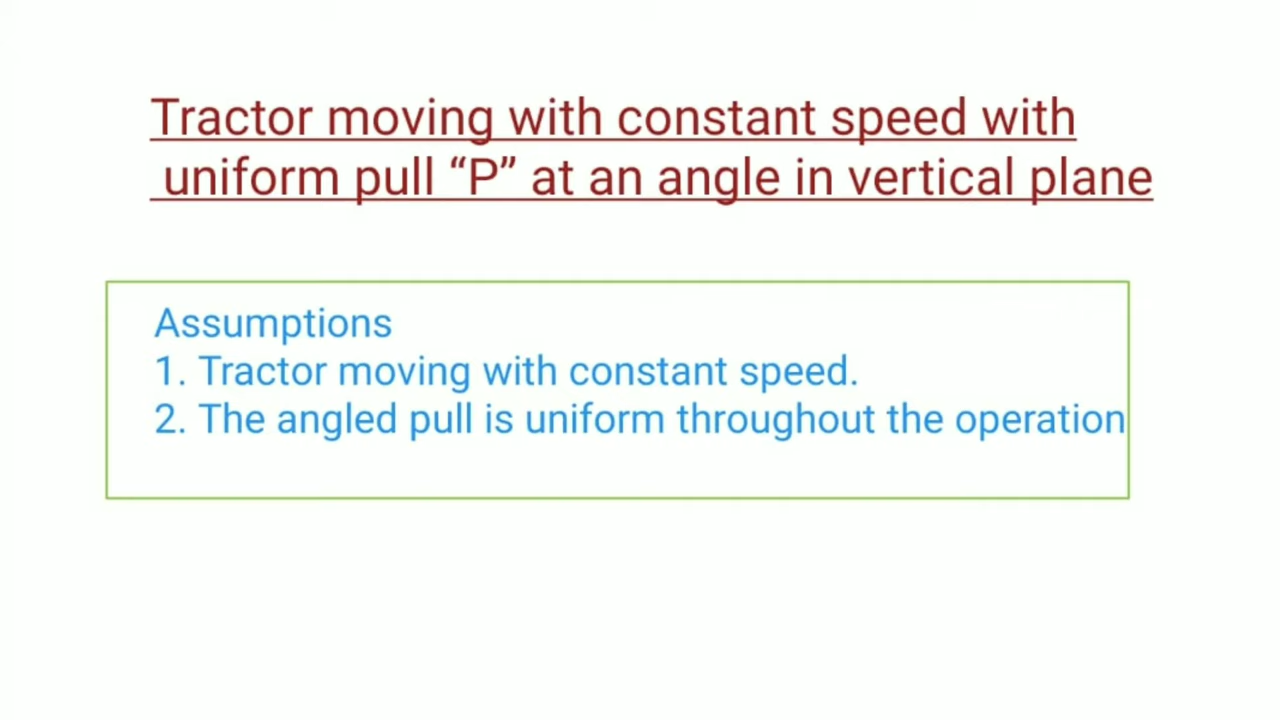 Tractor moving with constant speed with
uniform pull “P” at an angle in vertical plane
Assumptions
1. Tractor moving with constant speed.
2. The angled pull is uniform throughout the operation